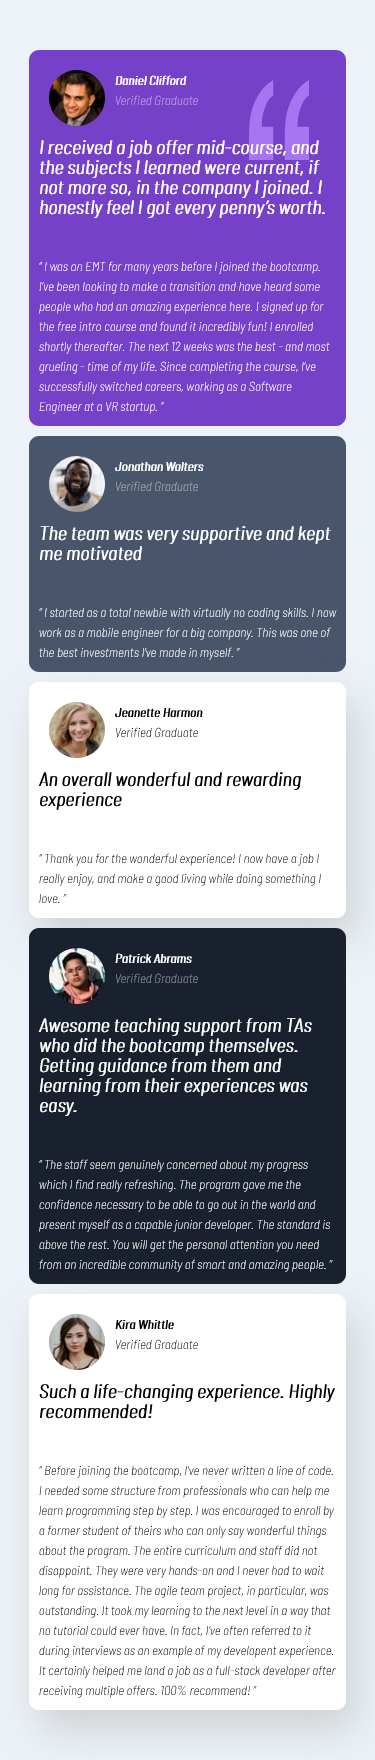 Daniel Clifford
Verified Graduate
“
I received a job offer mid-course, and
the subjects I learned were current, if
not more so, in the company I joined. I
honestly feel I got every penny’s worth.
“ I was an EMT for many years before I joined the bootcamp.
I’ve been looking to make a transition and have heard some
people who had an amazing experience here. I signed up for
the free intro course and found it incredibly fun! I enrolled
shortly thereafter. The next 12 weeks was the best - and most
grueling - time of my life. Since completing the course, I’ve
successfully switched careers, working as a Software
Engineer at a VR startup. ”
Jonathan Walters
Verified Graduate
The team was very supportive and kept
me motivated
“ I started as a total newbie with virtually no coding skills. I now
work as a mobile engineer for a big company. This was one of
the best investments I’ve made in myself. ”
Jeanette Harmon
Verified Graduate
An overall wonderful and rewarding
experience
“ Thank you for the wonderful experience! I now have a job I
really enjoy, and make a good living while doing something I
love. ”
Patrick Abrams
Verified Graduate
Awesome teaching support from TAs
who did the bootcamp themselves.
Getting guidance from them and
learning from their experiences was
easy.
“ The staff seem genuinely concerned about my progress
which I find really refreshing. The program gave me the
confidence necessary to be able to go out in the world and
present myself as a capable junior developer. The standard is
above the rest. You will get the personal attention you need
from an incredible community of smart and amazing people. ”
Kira Whittle
Verified Graduate
Such a life-changing experience. Highly
recommended!
“ Before joining the bootcamp, I’ve never written a line of code.
I needed some structure from professionals who can help me
learn programming step by step. I was encouraged to enroll by
a former student of theirs who can only say wonderful things
about the program. The entire curriculum and staff did not
disappoint. They were very hands-on and I never had to wait
long for assistance. The agile team project, in particular, was
outstanding. It took my learning to the next level in a way that
no tutorial could ever have. In fact, I’ve often referred to it
during interviews as an example of my developent experience.
It certainly helped me land a job as a full-stack developer after
receiving multiple offers. 100% recommend! ”